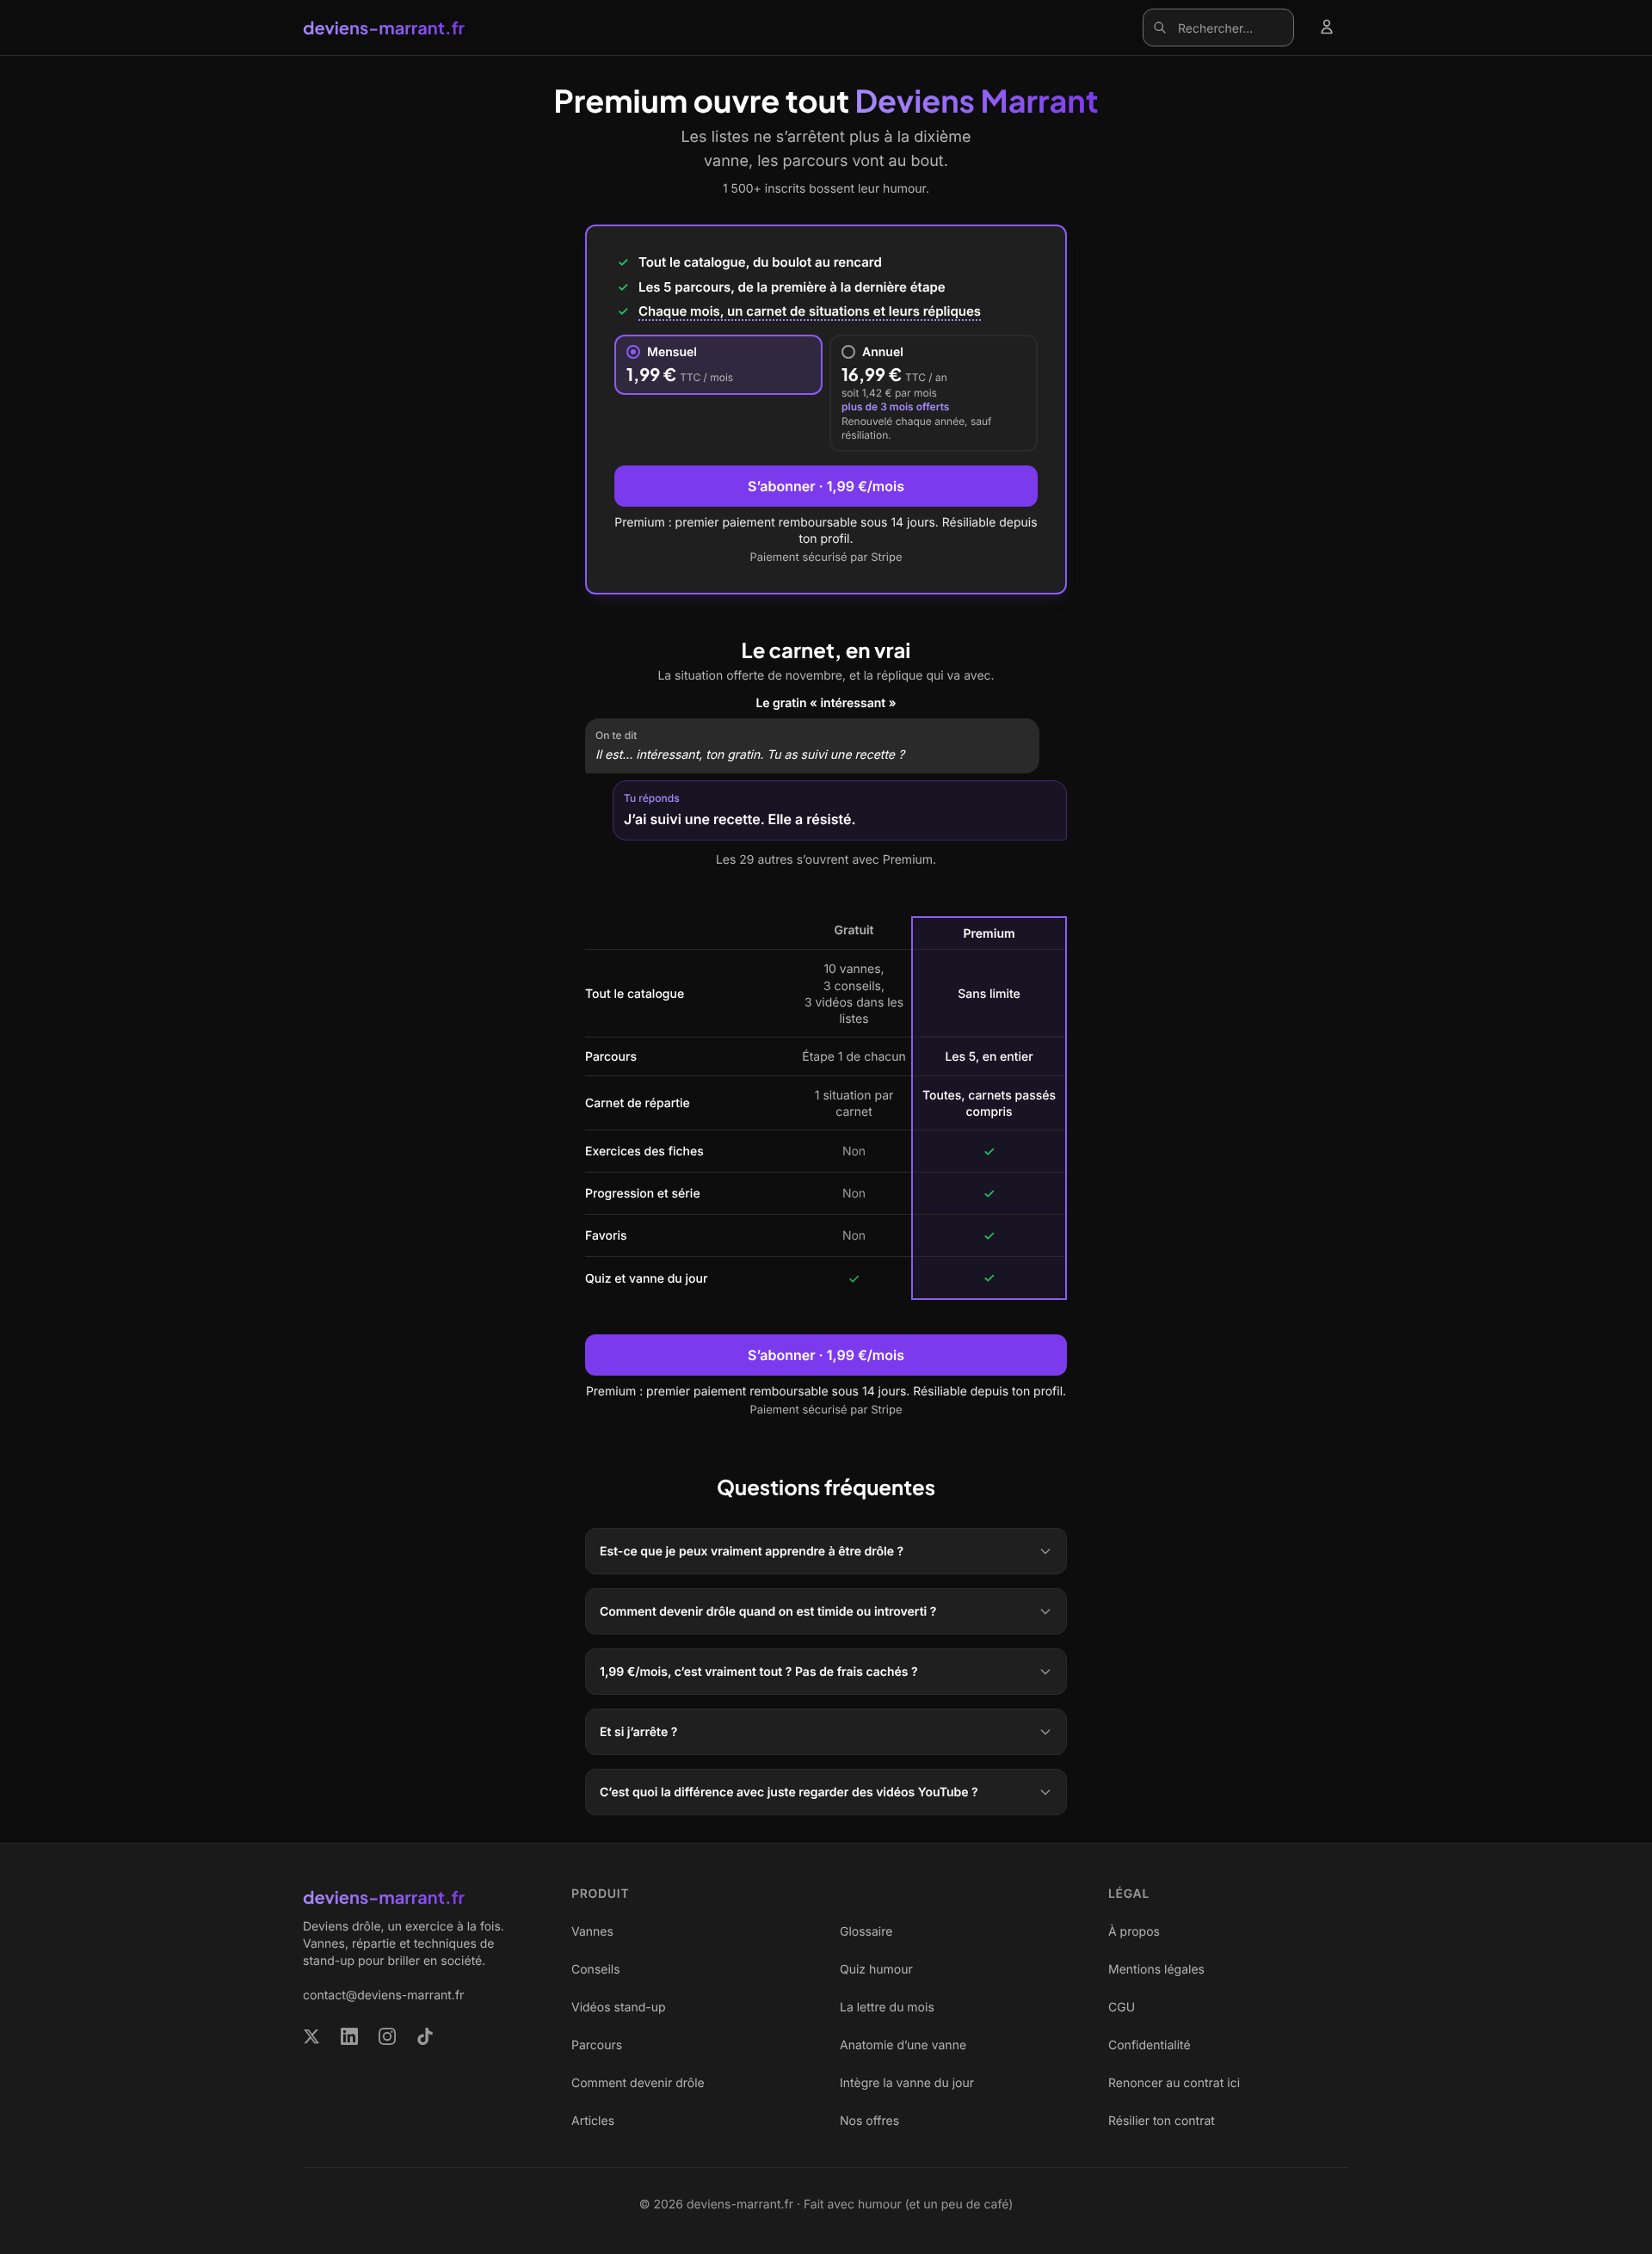 deviens-marrant.fr
Rechercher...
Premium ouvre tout Deviens Marrant
Les listes ne s’arrêtent plus à la dixième
vanne, les parcours vont au bout.
1 500+ inscrits bossent leur humour.
Tout le catalogue, du boulot au rencard
Les 5 parcours, de la première à la dernière étape
Chaque mois, un carnet de situations et leurs répliques
Mensuel
1,99 € TTC / mois
Annuel
16,99 € TTC / an
soit 1,42 € par mois
plus de 3 mois offerts
Renouvelé chaque année, sauf
résiliation.
S’abonner · 1,99 €/mois
Premium : premier paiement remboursable sous 14 jours. Résiliable depuis
ton profil.
Paiement sécurisé par Stripe
Le carnet, en vrai
La situation offerte de novembre, et la réplique qui va avec.
Le gratin « intéressant »
On te dit
Il est… intéressant, ton gratin. Tu as suivi une recette ?
Tu réponds
J’ai suivi une recette. Elle a résisté.
Les 29 autres s’ouvrent avec Premium.
Gratuit
Premium
Tout le catalogue
10 vannes,
3 conseils,
3 vidéos dans les
listes
Sans limite
Parcours
Étape 1 de chacun
Les 5, en entier
Carnet de répartie
1 situation par
carnet
Toutes, carnets passés
compris
Exercices des fiches
Non
Progression et série
Non
Favoris
Non
Quiz et vanne du jour
S’abonner · 1,99 €/mois
Premium : premier paiement remboursable sous 14 jours. Résiliable depuis ton profil.
Paiement sécurisé par Stripe
Questions fréquentes
Est-ce que je peux vraiment apprendre à être drôle ?
Comment devenir drôle quand on est timide ou introverti ?
1,99 €/mois, c’est vraiment tout ? Pas de frais cachés ?
Et si j’arrête ?
C’est quoi la différence avec juste regarder des vidéos YouTube ?
deviens-marrant.fr
Deviens drôle, un exercice à la fois.
Vannes, répartie et techniques de
stand-up pour briller en société.
contact@deviens-marrant.fr
PRODUIT
Vannes
Conseils
Vidéos stand-up
Parcours
Comment devenir drôle
Articles
Glossaire
Quiz humour
La lettre du mois
Anatomie d’une vanne
Intègre la vanne du jour
Nos offres
LÉGAL
À propos
Mentions légales
CGU
Confidentialité
Renoncer au contrat ici
Résilier ton contrat
© 2026 deviens-marrant.fr · Fait avec humour (et un peu de café)